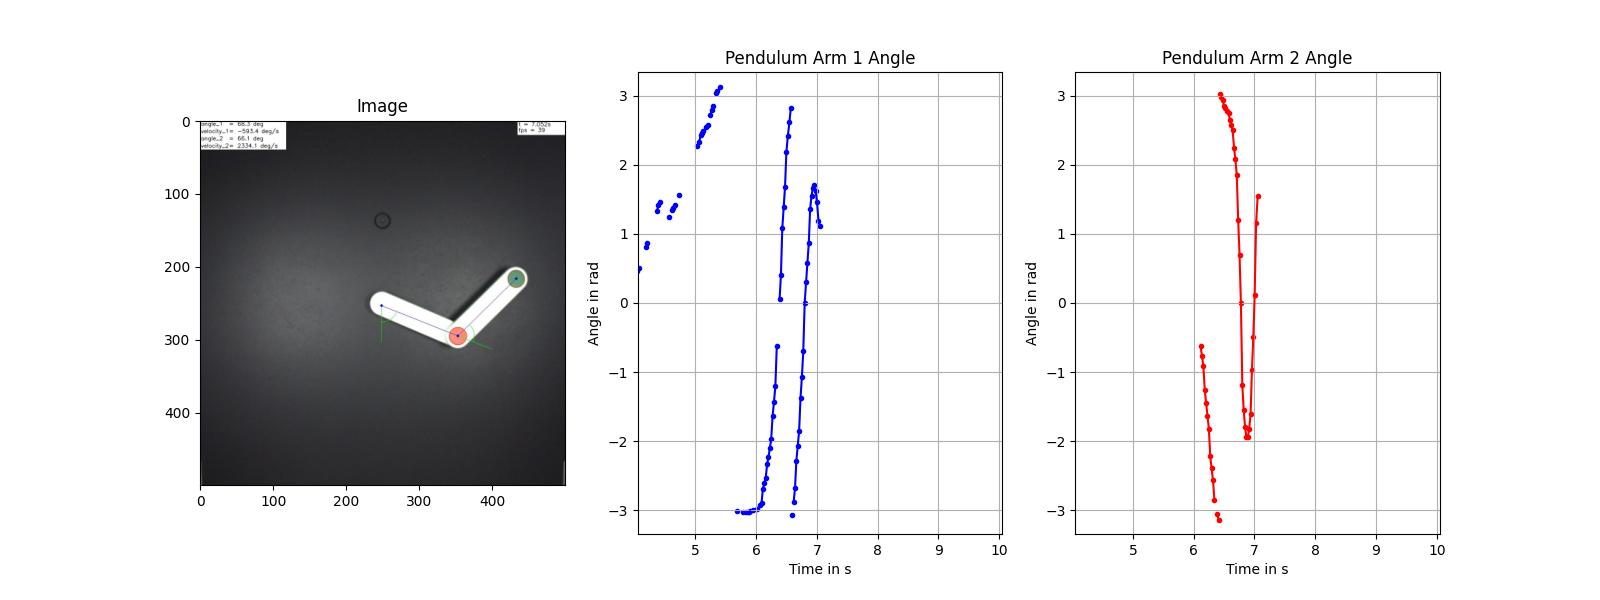 Image
Pendulum Arm 1 Angle
Pendulum Arm 2 Angle
angle_1 = 68.3 deg
velocity_1= -593.4 deg/s
angle_2 = 66.1 deg
velocity_2= 2334.1 deg/s
t = 7.052s
fps = 39
0
100
200
300
400
0 100 200 300 400
Angle in rad
3
2
1
0
−1
−2
−3
5 6 7 8 9 10
Time in s
Angle in rad
3
2
1
0
−1
−2
−3
5 6 7 8 9 10
Time in s